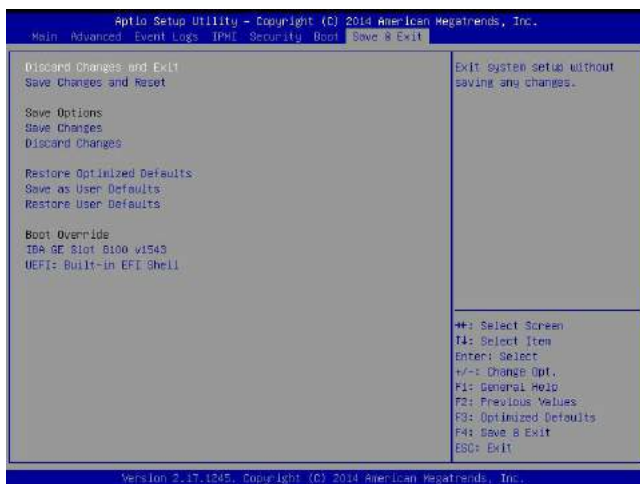 Aptio Setup Utility - Copyright (C) 2014 American Megatrends, Inc.
Main Advanced Event Logs IPMI Security Boot Save & Exit
Discard Changes and Exit
Save Changes and Reset
Save Options
Save Changes
Discard Changes
Restore Optimized Defaults
Save as User Defaults
Restore User Defaults
Boot Override
IBA GE Slot 0100 v1543
UEFI: Built-in EFI Shell
Exit system setup without
saving any changes.
→←: Select Screen
↑↓: Select Item
Enter: Select
+/-: Change Opt.
F1: General Help
F2: Previous Values
F3: Optimized Defaults
F4: Save & Exit
ESC: Exit
Version 2.17.1245. Copyright (C) 2014 American Megatrends, Inc.